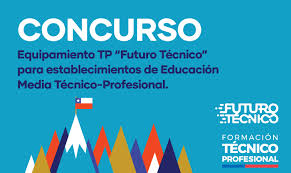 CONCURSO
Equipamiento TP “Futuro Técnico”
para establecimientos de Educación
Media Técnico-Profesional.
FUTURO
TÉCNICO
FORMACIÓN
TÉCNICO
PROFESIONAL